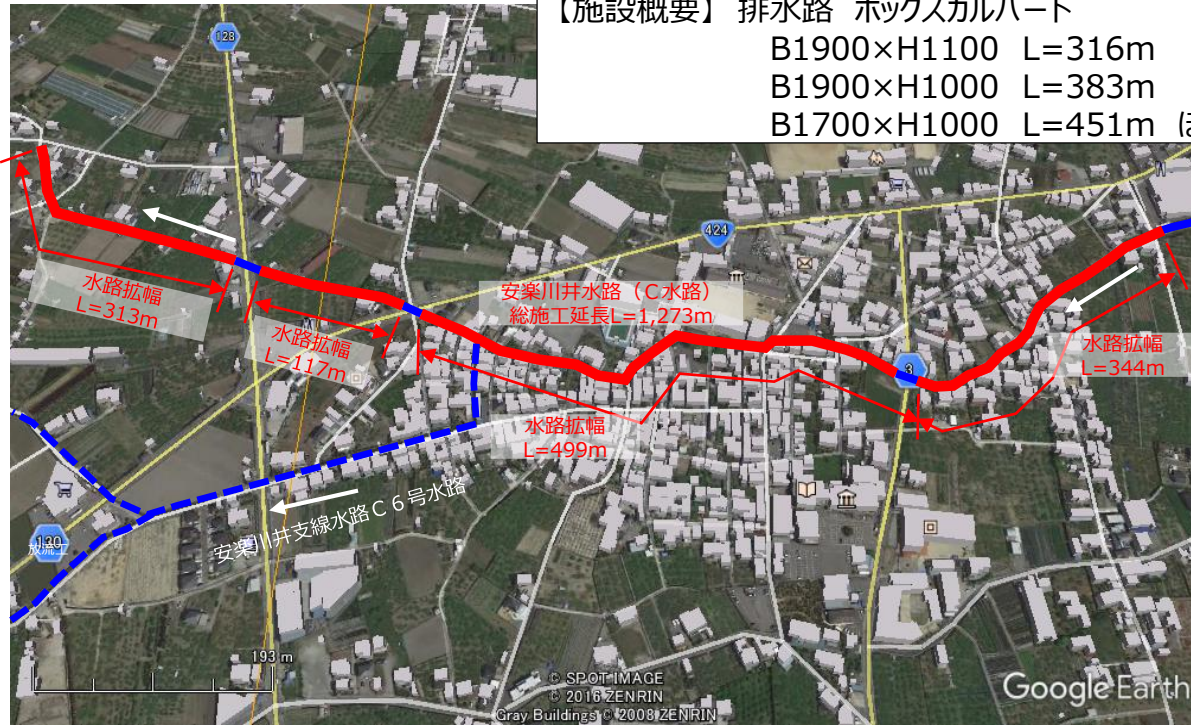 【施設概要】 排水路 ボックスカルバート
B1900×H1100 L=316m
B1900×H1000 L=383m
B1700×H1000 L=451m ほ
128
424
水路拡幅
L=313m
水路拡幅
L=117m
安楽川井水路（C水路）
総施工延長L=1,273m
3
水路拡幅
L=344m
水路拡幅
L=499m
安楽川井支線水路C6号水路
130
放流工
193 m
© SPOT IMAGE
© 2016 ZENRIN
Gray Buildings © 2008 ZENRIN
Google Earth